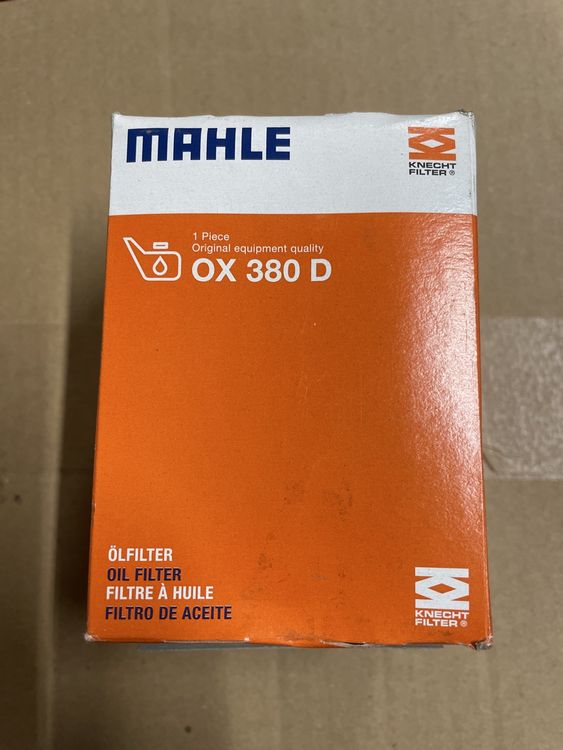 MAHLE
KNECHT
FILTER®
1 Piece
Original equipment quality
OX 380 D
ÖLFILTER
OIL FILTER
FILTRE À HUILE
FILTRO DE ACEITE
KNECHT
FILTER®